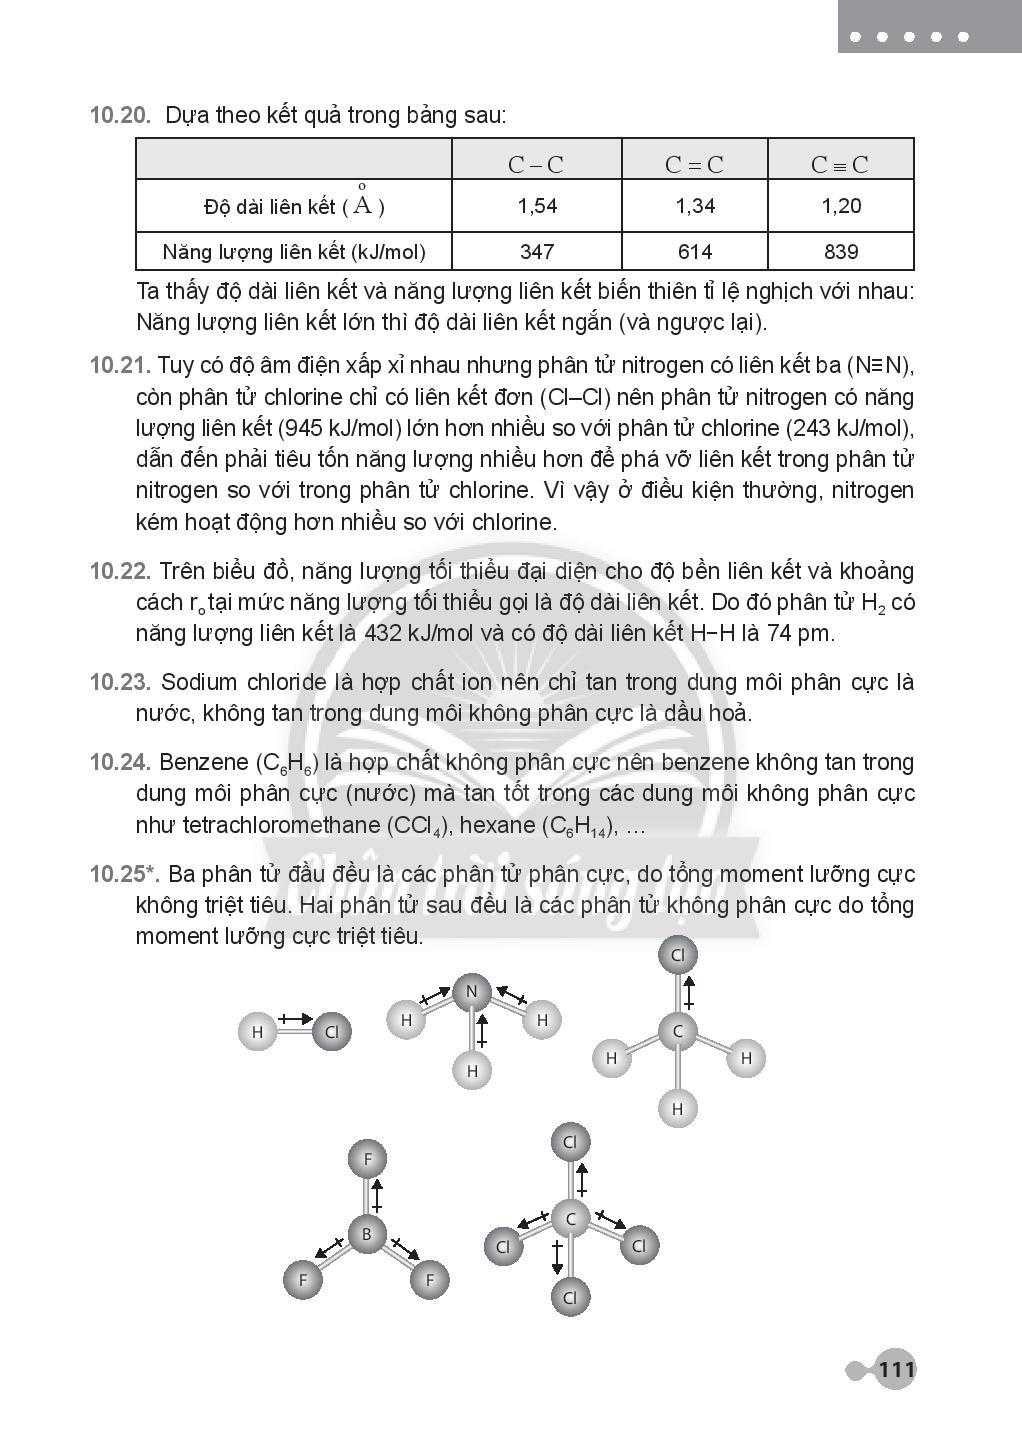 10.20. Dựa theo kết quả trong bảng sau:
C – C C = C C ≡ C
Độ dài liên kết (Å) 1,54 1,34 1,20
Năng lượng liên kết (kJ/mol) 347 614 839
Ta thấy độ dài liên kết và năng lượng liên kết biến thiên tỉ lệ nghịch với nhau:
Năng lượng liên kết lớn thì độ dài liên kết ngắn (và ngược lại).
10.21. Tuy có độ âm điện xấp xỉ nhau nhưng phân tử nitrogen có liên kết ba (N≡N),
còn phân tử chlorine chỉ có liên kết đơn (Cl–Cl) nên phân tử nitrogen có năng
lượng liên kết (945 kJ/mol) lớn hơn nhiều so với phân tử chlorine (243 kJ/mol),
dẫn đến phải tiêu tốn năng lượng nhiều hơn để phá vỡ liên kết trong phân tử
nitrogen so với trong phân tử chlorine. Vì vậy ở điều kiện thường, nitrogen
kém hoạt động hơn nhiều so với chlorine.
10.22. Trên biểu đồ, năng lượng tối thiểu đại diện cho độ bền liên kết và khoảng
cách rₒ tại mức năng lượng tối thiểu gọi là độ dài liên kết. Do đó phân tử H₂ có
năng lượng liên kết là 432 kJ/mol và có độ dài liên kết H−H là 74 pm.
10.23. Sodium chloride là hợp chất ion nên chỉ tan trong dung môi phân cực là
nước, không tan trong dung môi không phân cực là dầu hoả.
10.24. Benzene (C₆H₆) là hợp chất không phân cực nên benzene không tan trong
dung môi phân cực (nước) mà tan tốt trong các dung môi không phân cực
như tetrachloromethane (CCl₄), hexane (C₆H₁₄), …
Chân trời sáng tạo
10.25*. Ba phân tử đầu đều là các phân tử phân cực, do tổng moment lưỡng cực
không triệt tiêu. Hai phân tử sau đều là các phân tử không phân cực do tổng
moment lưỡng cực triệt tiêu.
H Cl
N
H H
H
Cl
C
H H
H
F
B
F F
Cl
C
Cl Cl
Cl
111